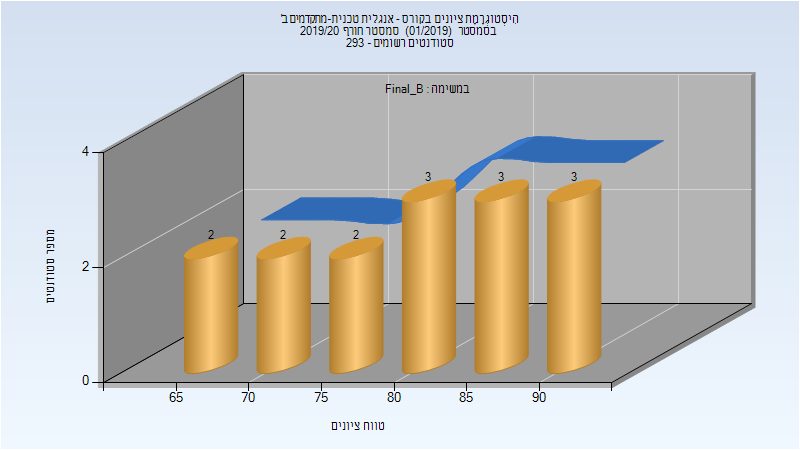 היסטוגרמת ציונים בקורס - אנגלית טכנית-מתקדמים ב'
בסמסטר (01/2019) סמסטר חורף 2019/20
סטודנטים רשומים - 293
במשימה : Final_B
מספר סטודנטים
4
2
0
2
2
2
3
3
3
65
70
75
80
85
90
טווח ציונים